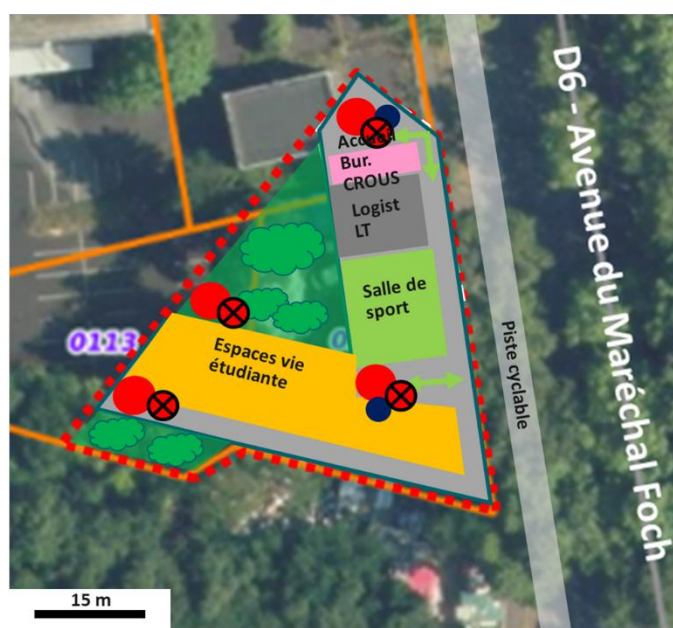 Accueil
Bur.
CROUS
Logist
LT
Salle de
sport
Espaces vie
étudiante
0113
0
Piste cyclable
D6 - Avenue du Maréchal Foch
15 m